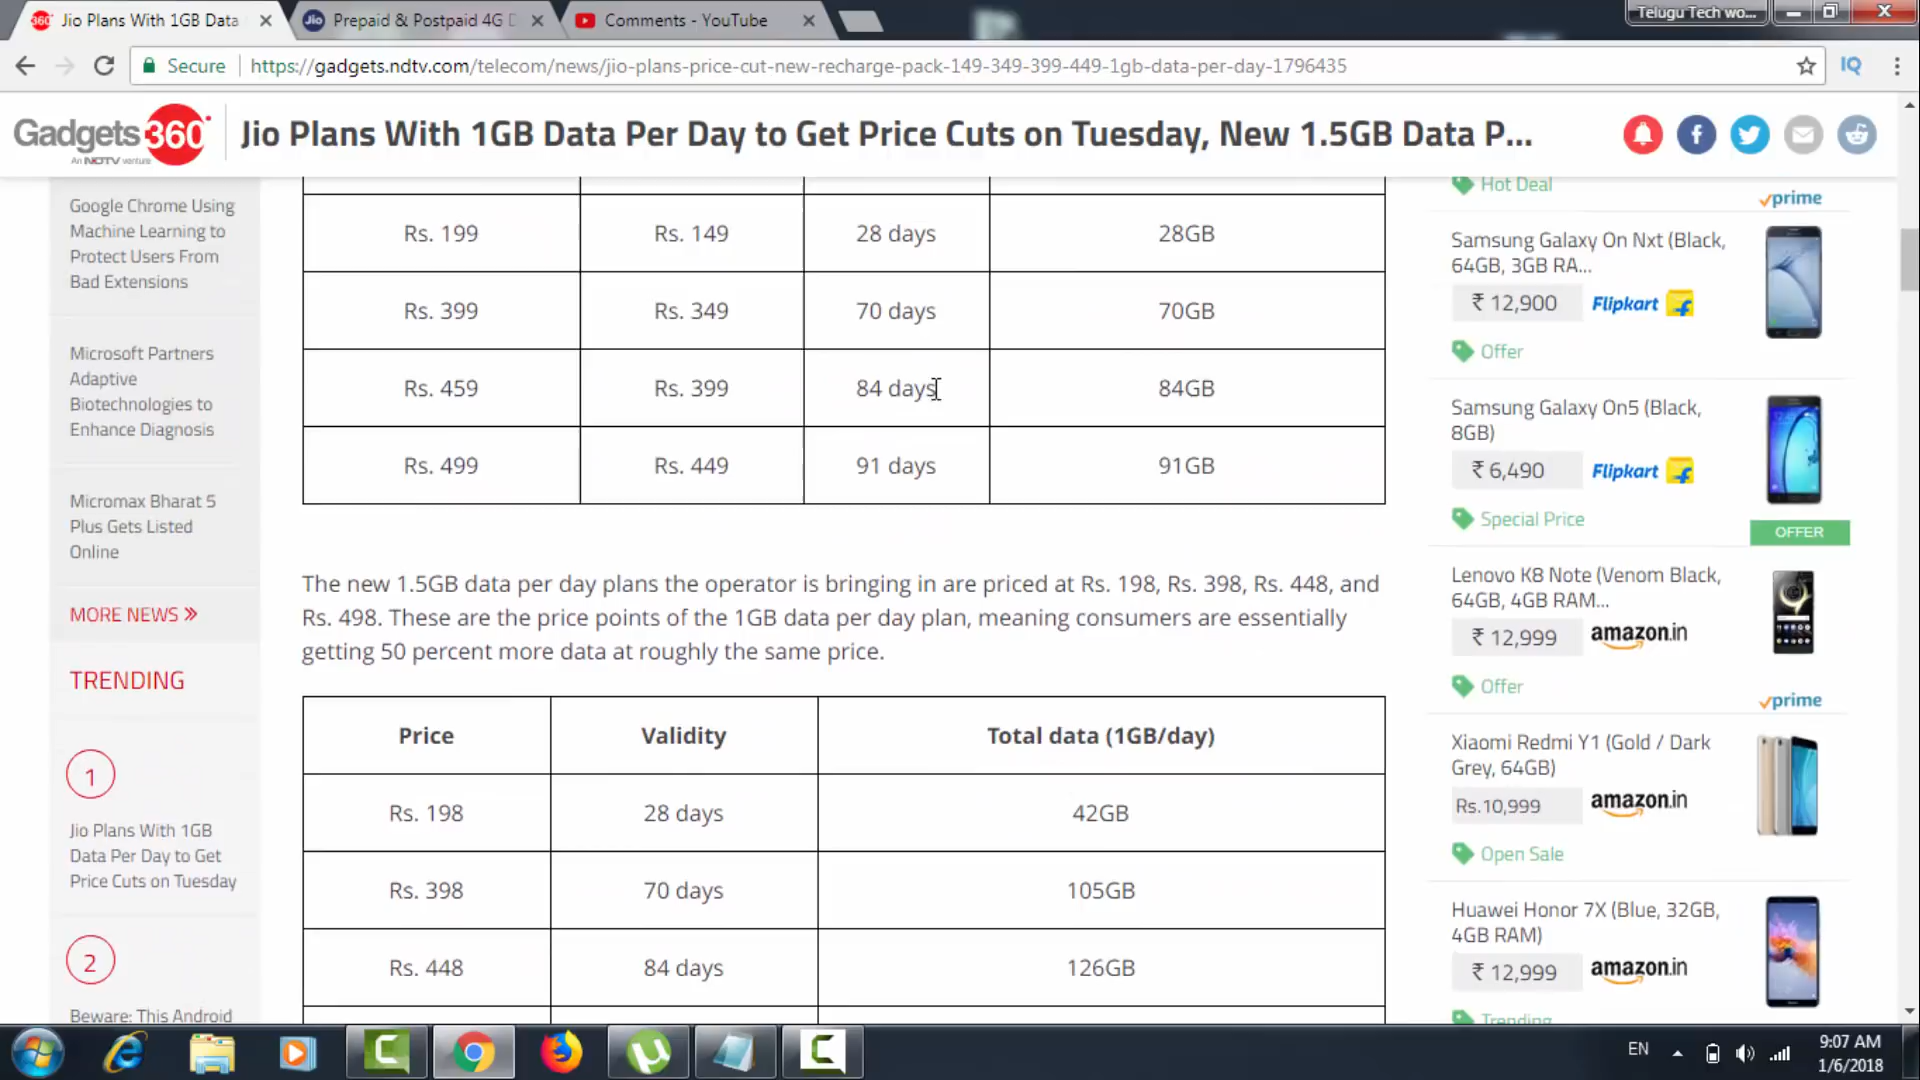 Jio Plans With 1GB Data
Prepaid & Postpaid 4G D
Comments - YouTube
Telugu Tech wo...
Secure
https://gadgets.ndtv.com/telecom/news/jio-plans-price-cut-new-recharge-pack-149-349-399-449-1gb-data-per-day-1796435
Gadgets 360
An NDTV venture
Jio Plans With 1GB Data Per Day to Get Price Cuts on Tuesday, New 1.5GB Data P...
Google Chrome Using
Machine Learning to
Protect Users From
Bad Extensions
Microsoft Partners
Adaptive
Biotechnologies to
Enhance Diagnosis
Micromax Bharat 5
Plus Gets Listed
Online
MORE NEWS
TRENDING
1
Jio Plans With 1GB
Data Per Day to Get
Price Cuts on Tuesday
2
Beware: This Android
Rs. 199 Rs. 149 28 days 28GB
Rs. 399 Rs. 349 70 days 70GB
Rs. 459 Rs. 399 84 days 84GB
Rs. 499 Rs. 449 91 days 91GB
The new 1.5GB data per day plans the operator is bringing in are priced at Rs. 198, Rs. 398, Rs. 448, and
Rs. 498. These are the price points of the 1GB data per day plan, meaning consumers are essentially
getting 50 percent more data at roughly the same price.
Price Validity Total data (1GB/day)
Rs. 198 28 days 42GB
Rs. 398 70 days 105GB
Rs. 448 84 days 126GB
Hot Deal
prime
Samsung Galaxy On Nxt (Black,
64GB, 3GB RA...
₹ 12,900 Flipkart
Offer
Samsung Galaxy On5 (Black,
8GB)
₹ 6,490 Flipkart
Special Price
OFFER
Lenovo K8 Note (Venom Black,
64GB, 4GB RAM...
₹ 12,999 amazon.in
Offer
prime
Xiaomi Redmi Y1 (Gold / Dark
Grey, 64GB)
Rs.10,999 amazon.in
Open Sale
Huawei Honor 7X (Blue, 32GB,
4GB RAM)
₹ 12,999 amazon.in
Trending
EN
9:07 AM
1/6/2018